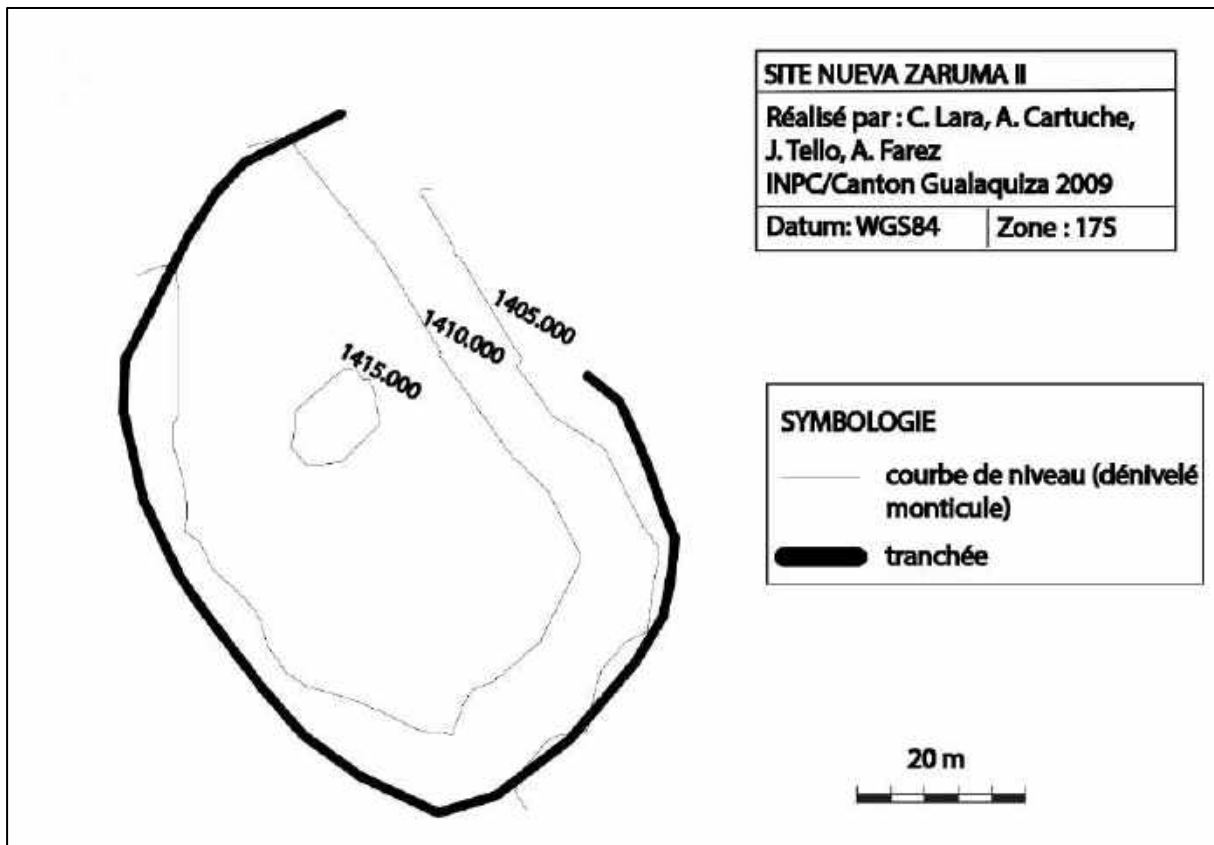 SITE NUEVA ZARUMA II
Réalisé par : C. Lara, A. Cartuche,
J. Tello, A. Farez
INPC/Canton Gualaquiza 2009
Datum: WGS84
Zone : 17S
1405.000
1410.000
1415.000
SYMBOLOGIE
courbe de niveau (dénivelé
monticule)
tranchée
20 m